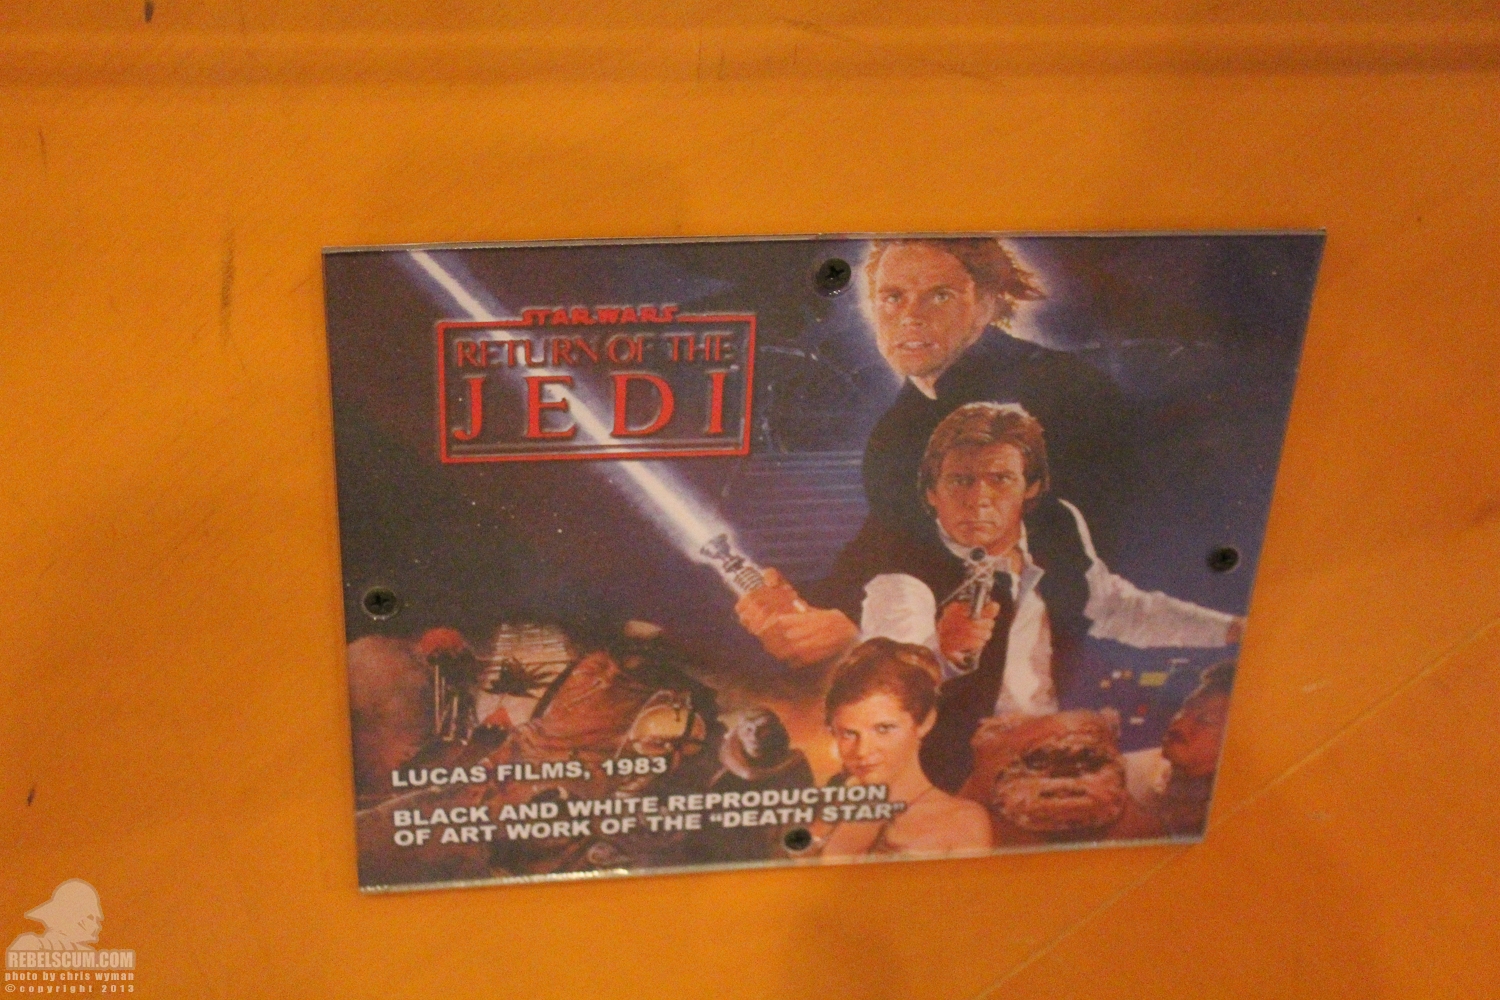 STAR WARS
RETURN OF THE
JEDI
LUCAS FILMS, 1983
BLACK AND WHITE REPRODUCTION
OF ART WORK OF THE “DEATH STAR”
REBELSCUM.COM
photo by chris wyman
©copyright 2013